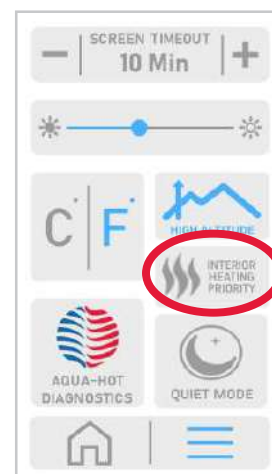 SCREEN TIMEOUT
10 Min
C°
F°
HIGH ALTITUDE
INTERIOR
HEATING
PRIORITY
AQUA-HOT
DIAGNOSTICS
QUIET MODE